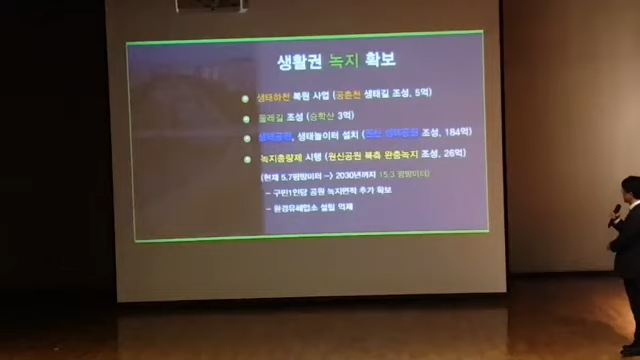 생활권 녹지 확보
생태하천 복원 사업 (공촌천 생태길 조성, 5억)
둘레길 조성 (승학산 3억)
생태공원, 생태놀이터 설치 ( 생태공원 조성, 184억)
녹지총량제 시행 (원신공원 북측 완충녹지 조성, 26억)
(현재 5.7평방미터 -> 2030년까지 15.3 평방미터)
- 구민1인당 공원 녹지면적 추가 확보
- 환경유해업소 설립 억제